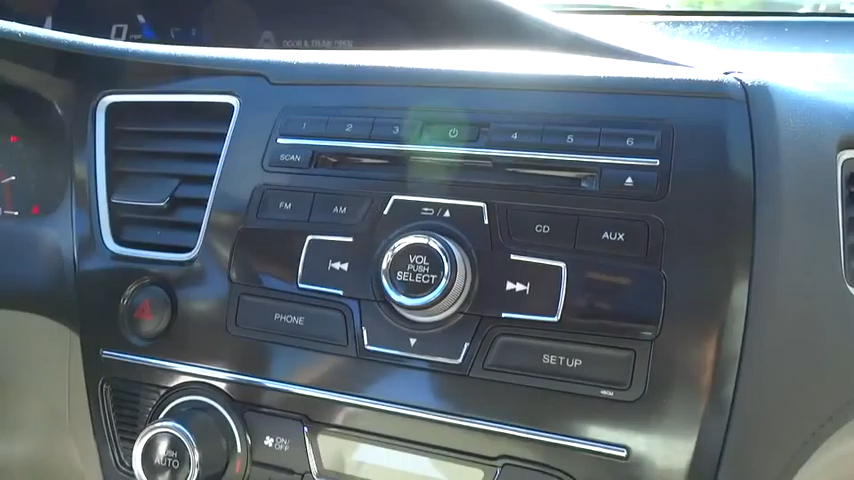 0
DOOR & TRUNK OPEN
1 2 3 4 5 6
SCAN
FM AM
CD AUX
VOL
PUSH
SELECT
PHONE
SETUP
PUSH
AUTO
ON/
OFF